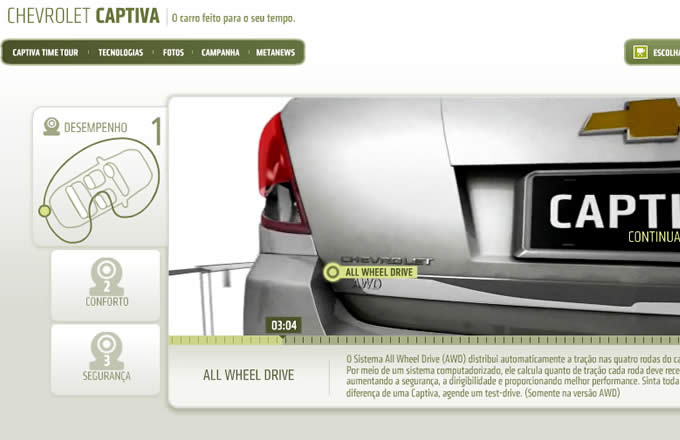 CHEVROLET CAPTIVA O carro feito para o seu tempo.
CAPTIVA TIME TOUR TECNOLOGIAS FOTOS CAMPANHA METANEWS
ESCOLHA
DESEMPENHO 1
CAPTI
CONTINUA
CHEVROLET
ALL WHEEL DRIVE
AWD
2
CONFORTO
03:04
3
SEGURANÇA
ALL WHEEL DRIVE
O Sistema All Wheel Drive (AWD) distribui automaticamente a tração nas quatro rodas do ca
Por meio de um sistema computadorizado, ele calcula quanto de tração cada roda deve rece
aumentando a segurança, a dirigibilidade e proporcionando melhor performance. Sinta toda
diferença de uma Captiva, agende um test-drive. (Somente na versão AWD)